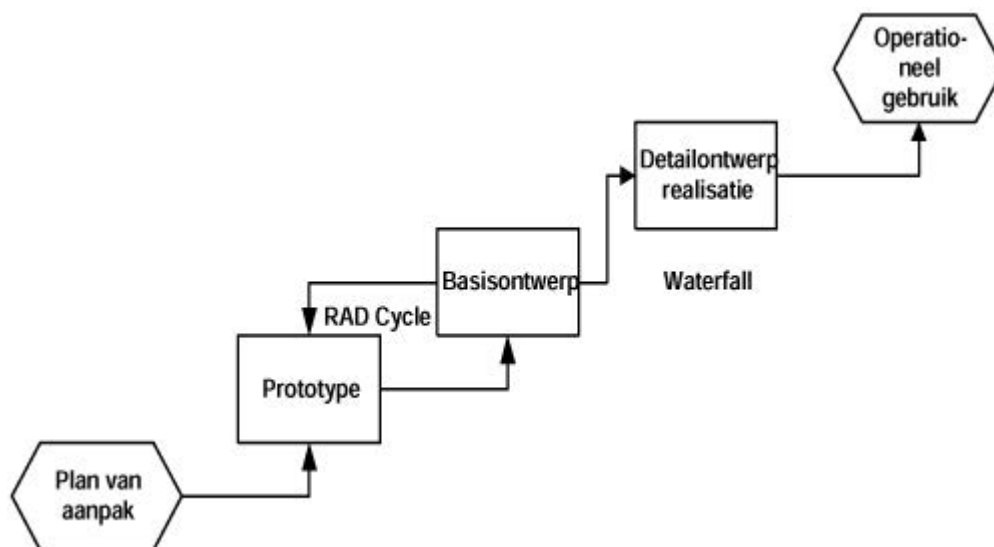 Operatio-
neel
gebruik
Detailontwerp
realisatie
Basisontwerp
Waterfall
RAD Cycle
Prototype
Plan van
aanpak